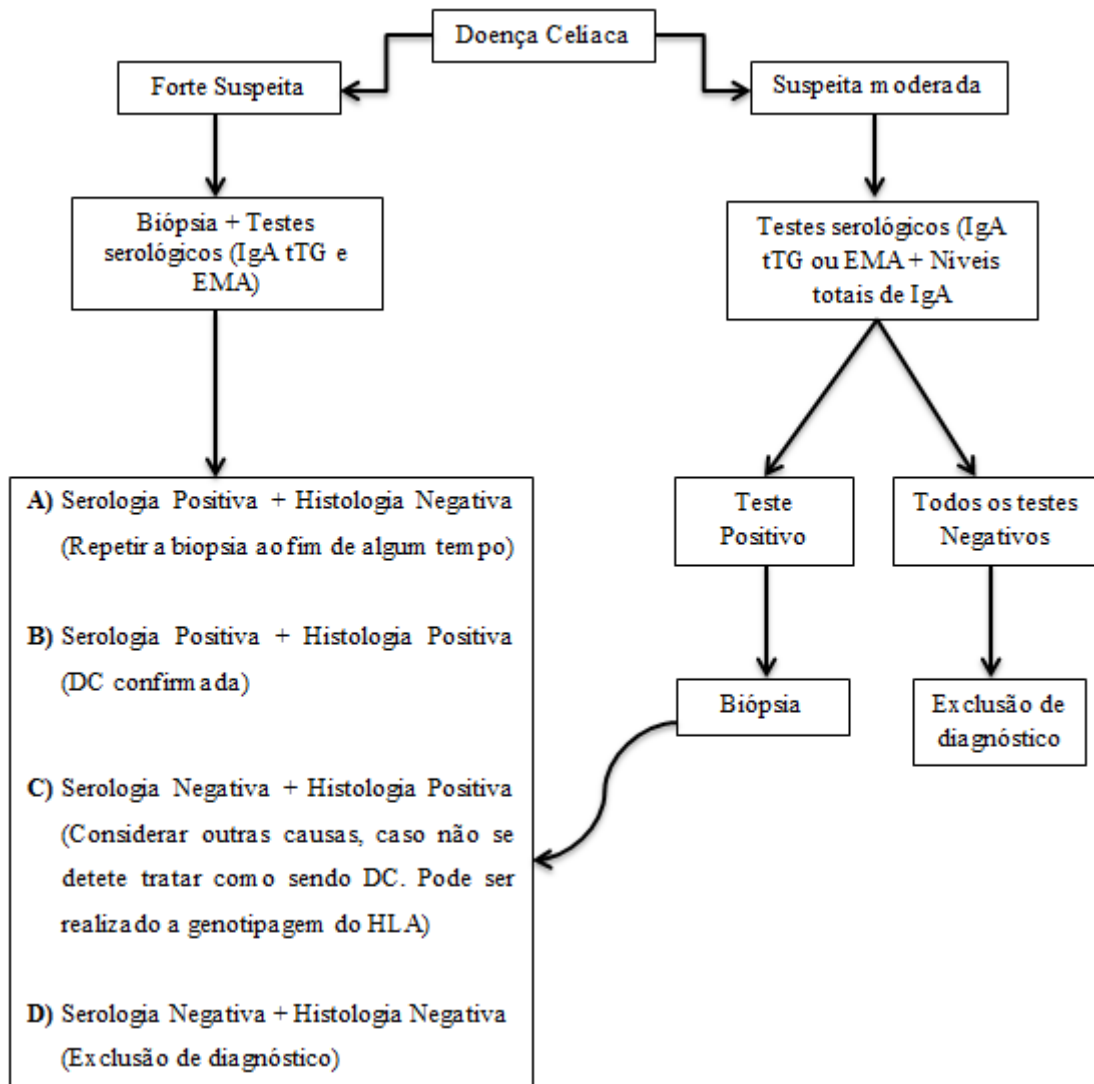 Doença Celíaca
Forte Suspeita
Suspeita moderada
Biópsia + Testes
serológicos (IgA tTG e
EMA)
Testes serológicos (IgA
tTG ou EMA + Niveis
totais de IgA
A) Serologia Positiva + Histologia Negativa
(Repetir a biopsia ao fim de algum tempo)
B) Serologia Positiva + Histologia Positiva
(DC confirmada)
C) Serologia Negativa + Histologia Positiva
(Considerar outras causas, caso não se
detete tratar como sendo DC. Pode ser
realizado a genotipagem do HLA)
D) Serologia Negativa + Histologia Negativa
(Exclusão de diagnóstico)
Teste
Positivo
Todos os testes
Negativos
Biópsia
Exclusão de
diagnóstico